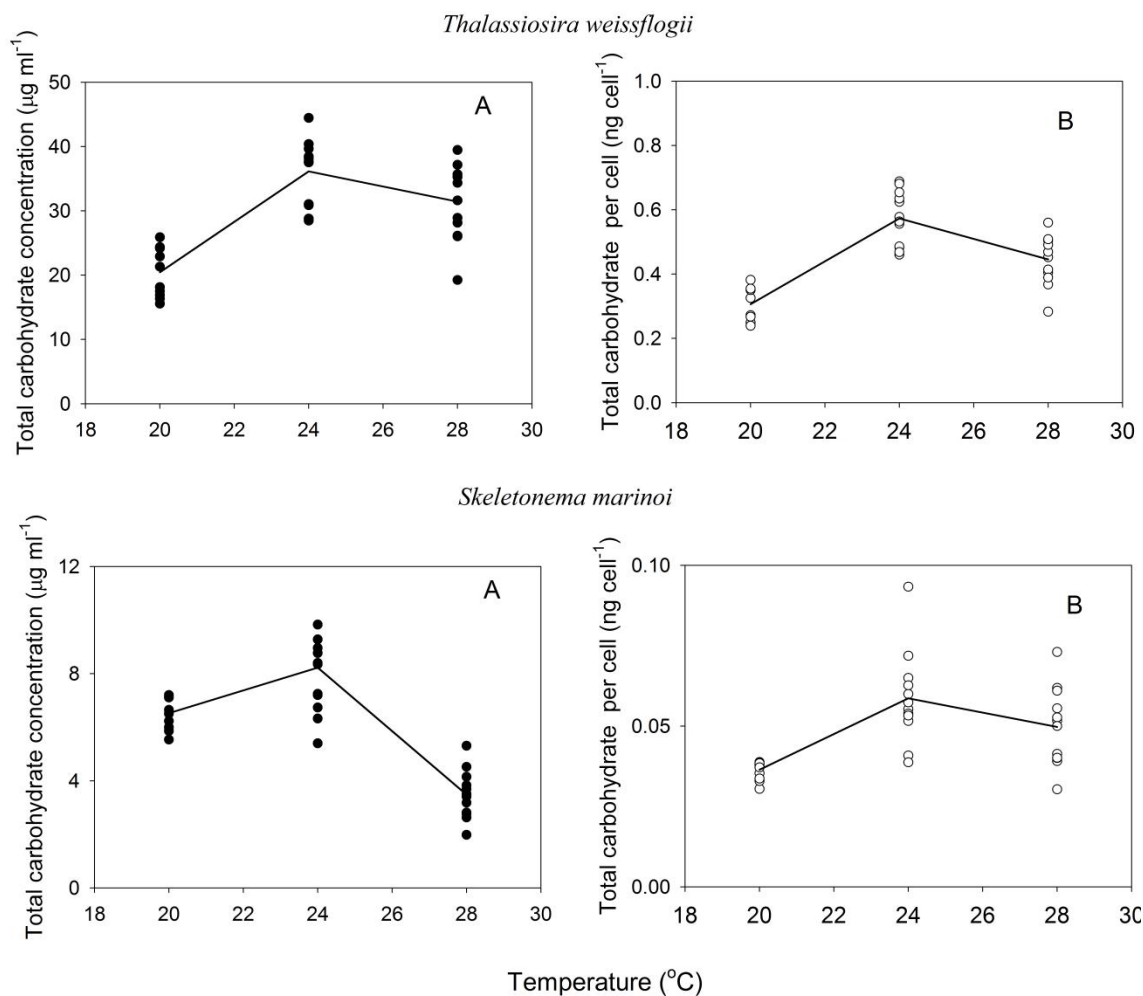 Thalassiosira weissflogii
Total carbohydrate concentration (µg ml⁻¹)
50
40
30
20
10
0
A
18 20 22 24 26 28 30
Total carbohydrate per cell (ng cell⁻¹)
1.0
0.8
0.6
0.4
0.2
0.0
B
18 20 22 24 26 28 30
Skeletonema marinoi
Total carbohydrate concentration (µg ml⁻¹)
12
8
4
0
A
18 20 22 24 26 28 30
Total carbohydrate per cell (ng cell⁻¹)
0.10
0.05
0.00
B
18 20 22 24 26 28 30
Temperature (°C)